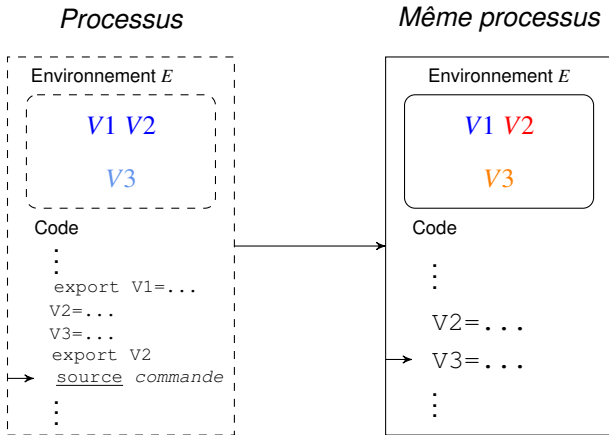 Processus
Environnement E
V1 V2
V3
Code
⋮
export V1=...
V2=...
V3=...
export V2
source commande
⋮
Même processus
Environnement E
V1 V2
V3
Code
⋮
V2=...
V3=...
⋮